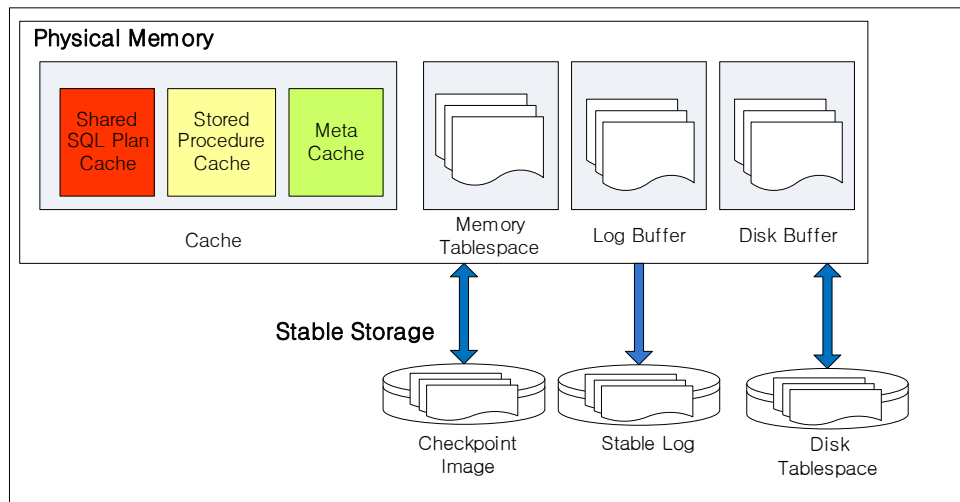 Physical Memory
Shared
SQL Plan
Cache
Stored
Procedure
Cache
Meta
Cache
Cache
Memory
Tablespace
Log Buffer
Disk Buffer
Stable Storage
Checkpoint
Image
Stable Log
Disk
Tablespace